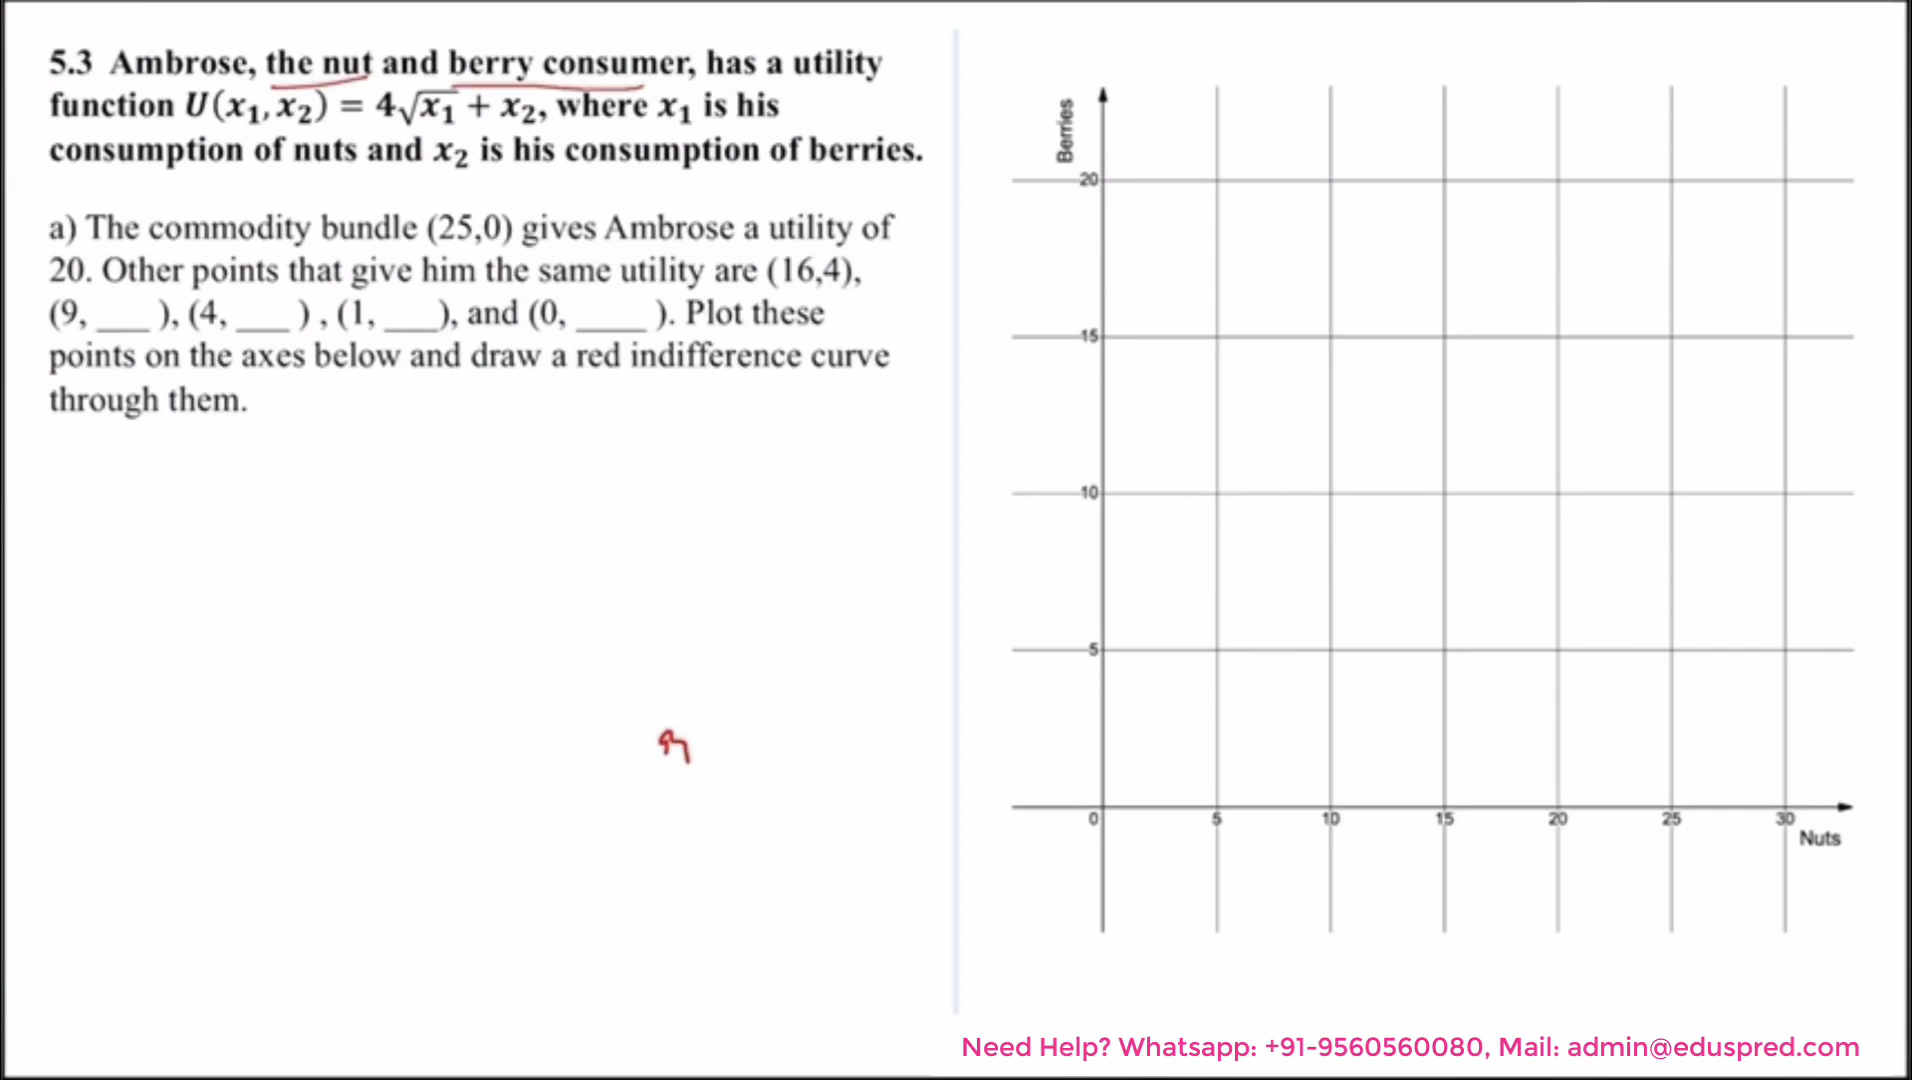 5.3 Ambrose, the nut and berry consumer, has a utility
function U(x₁, x₂) = 4√x₁ + x₂, where x₁ is his
consumption of nuts and x₂ is his consumption of berries.
a) The commodity bundle (25,0) gives Ambrose a utility of
20. Other points that give him the same utility are (16,4),
(9, ___ ), (4, ___ ) , (1, ___), and (0, ____ ). Plot these
points on the axes below and draw a red indifference curve
through them.
Berries
20
15
10
5
0 5 10 15 20 25 30
Nuts
Need Help? Whatsapp: +91-9560560080, Mail: admin@eduspred.com